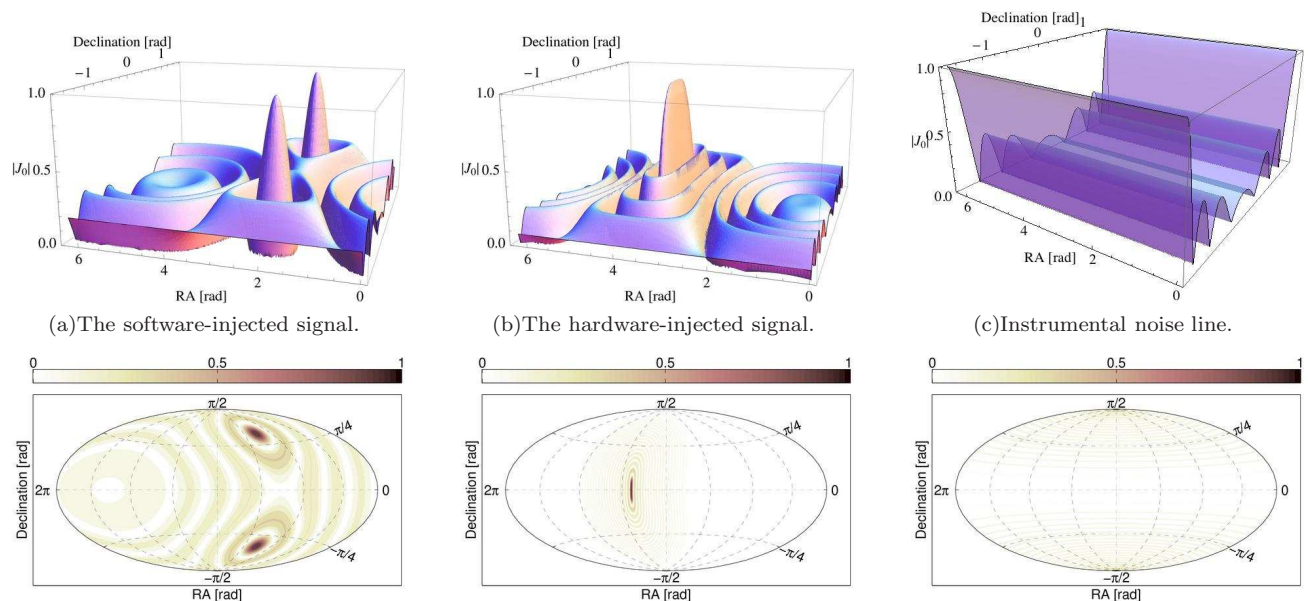 Declination [rad]
−1
0
1
1.0
|J0| 0.5
0.0
6
4
2
0
RA [rad]
(a)The software-injected signal.
Declination [rad]
−1
0
1
1.0
|J0| 0.5
0.0
6
4
2
0
RA [rad]
(b)The hardware-injected signal.
Declination [rad]
−1
0
1
1.0
|J0|
0.5
0.0
6
4
2
0
RA [rad]
(c)Instrumental noise line.
0 0.5 1
π/2
π/4
Declination [rad]
2π
0
−π/4
−π/2
RA [rad]
0 0.5 1
π/2
π/4
Declination [rad]
2π
0
−π/4
−π/2
RA [rad]
0 0.5 1
π/2
π/4
Declination [rad]
2π
0
−π/4
−π/2
RA [rad]